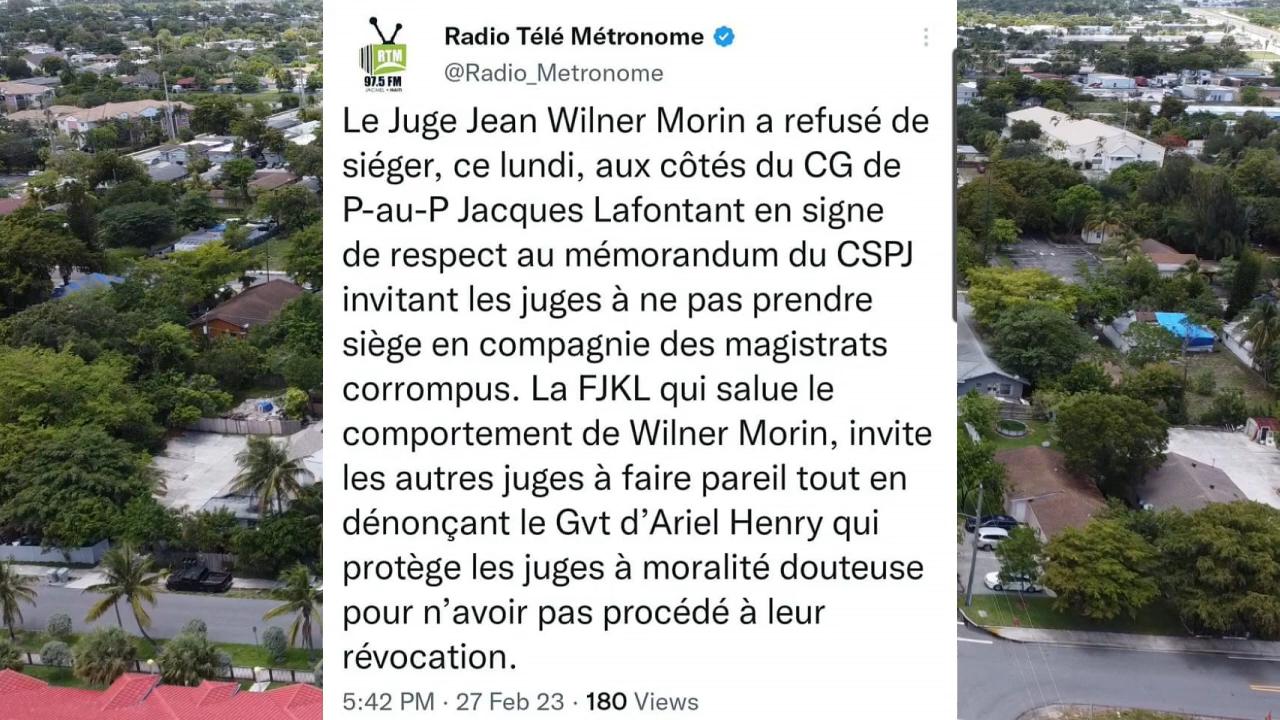 Radio Télé Métronome
@Radio_Metronome
RTM
97.5 FM
JACMEL • HAITI
Le Juge Jean Wilner Morin a refusé de
siéger, ce lundi, aux côtés du CG de
P-au-P Jacques Lafontant en signe
de respect au mémorandum du CSPJ
invitant les juges à ne pas prendre
siège en compagnie des magistrats
corrompus. La FJKL qui salue le
comportement de Wilner Morin, invite
les autres juges à faire pareil tout en
dénonçant le Gvt d’Ariel Henry qui
protège les juges à moralité douteuse
pour n’avoir pas procédé à leur
révocation.
5:42 PM · 27 Feb 23 · 180 Views